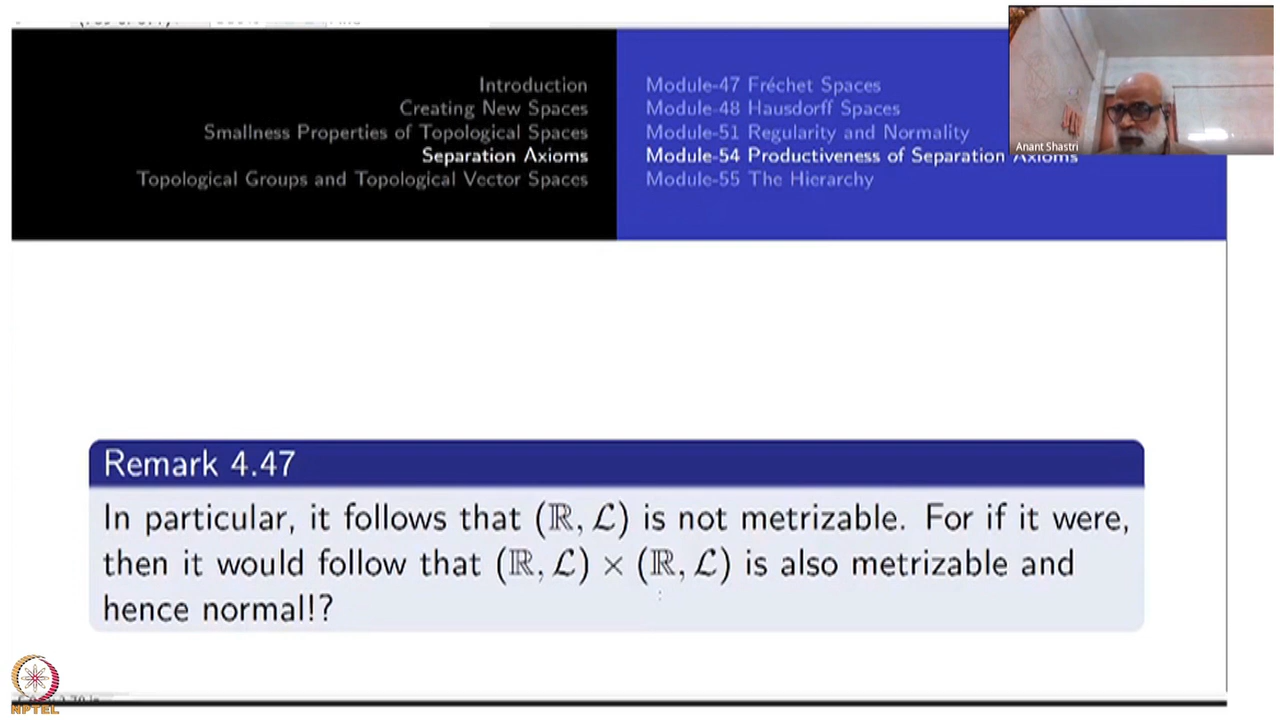 Introduction
Creating New Spaces
Smallness Properties of Topological Spaces
Separation Axioms
Topological Groups and Topological Vector Spaces
Module-47 Fréchet Spaces
Module-48 Hausdorff Spaces
Module-51 Regularity and Normality
Module-54 Productiveness of Separation Axioms
Module-55 The Hierarchy
Anant Shastri
Remark 4.47
In particular, it follows that (ℝ, ℒ) is not metrizable. For if it were,
then it would follow that (ℝ, ℒ) × (ℝ, ℒ) is also metrizable and
hence normal!?
NPTEL